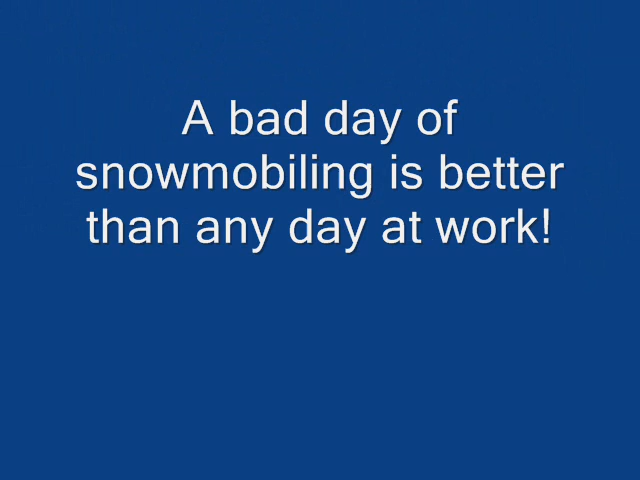 A bad day of
snowmobiling is better
than any day at work!